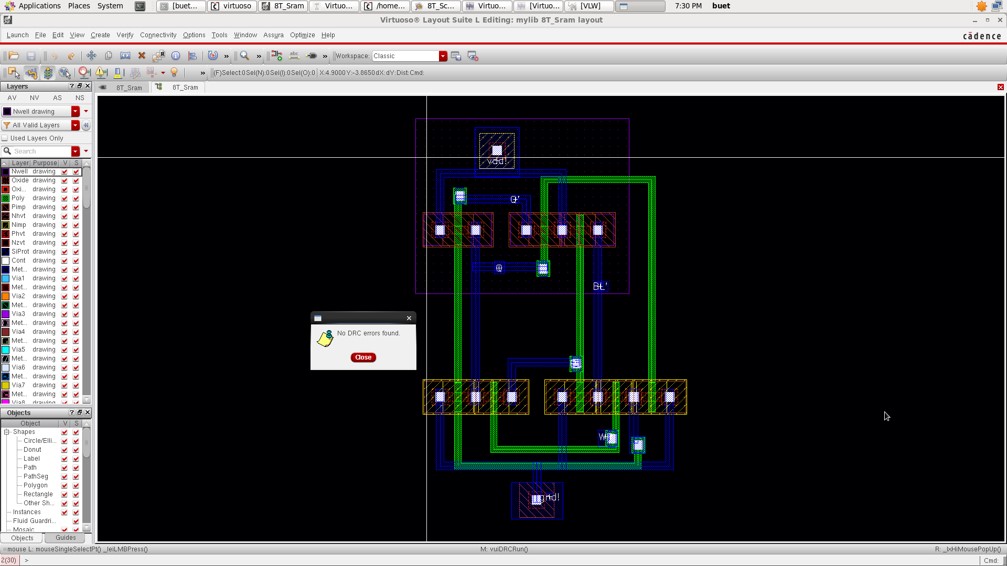 Applications Places System [buet... virtuoso 8T_Sram Virtuo... /home... 8T_Sc... Virtuo... [Virtuo... [VLW] 7:30 PM buet
Virtuoso® Layout Suite L Editing: mylib 8T_Sram layout
Launch File Edit View Create Verify Connectivity Options Tools Window Assura Optimize Help cādence
Workspace: Classic
(F)Select:0 Sel(N):0 Sel(I):0 Sel(O):0 X:4.9000 Y:-3.8650 dX: dY: Dist: Cmd:
Layers
8T_Sram 8T_Sram
AV NV AS NS
Nwell drawing
All Valid Layers
Used Layers Only
Search
Layer Purpose V S
Nwell drawing
Oxide drawing
Oxi... drawing
Poly drawing
Pimp drawing
Nhvt drawing
Nimp drawing
Phvt drawing
Nzvt drawing
SiProt drawing
Cont drawing
Met... drawing
Via1 drawing
Met... drawing
Via2 drawing
Met... drawing
Via3 drawing
Met... drawing
Via4 drawing
Met... drawing
Via5 drawing
Met... drawing
Via6 drawing
Met... drawing
Via7 drawing
Met... drawing
Via8 drawing
vdd!
Q'
Q
BL'
No DRC errors found.
Close
gnd!
Objects
Object V S
Shapes
Circle/Elli...
Donut
Label
Path
PathSeg
Polygon
Rectangle
Other Sh...
Instances
Fluid Guardri...
Mosaic
Objects Guides
mouse L: mouseSingleSelectPt() _leiLMBPress() M: vuiDRCRun() R: _lxHiMousePopUp()
2(30) > Cmd: